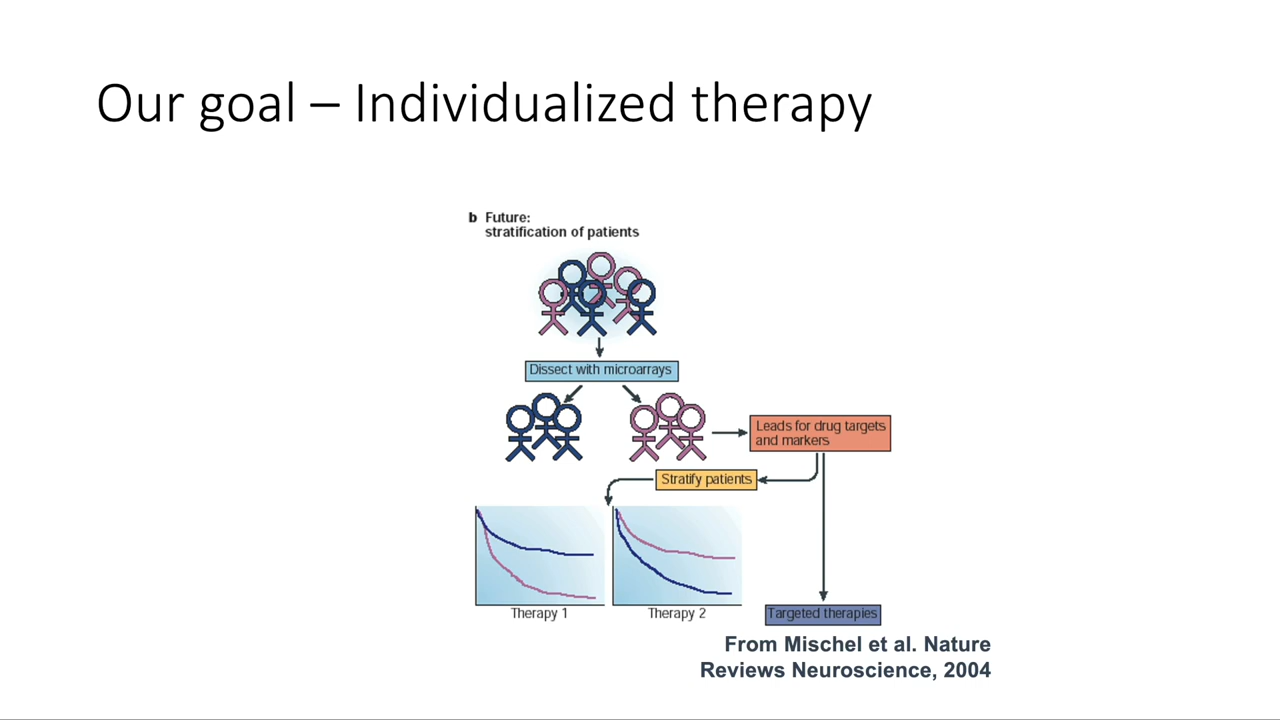 Our goal – Individualized therapy
b Future:
stratification of patients
Dissect with microarrays
Leads for drug targets
and markers
Stratify patients
Therapy 1
Therapy 2
Targeted therapies
From Mischel et al. Nature
Reviews Neuroscience, 2004